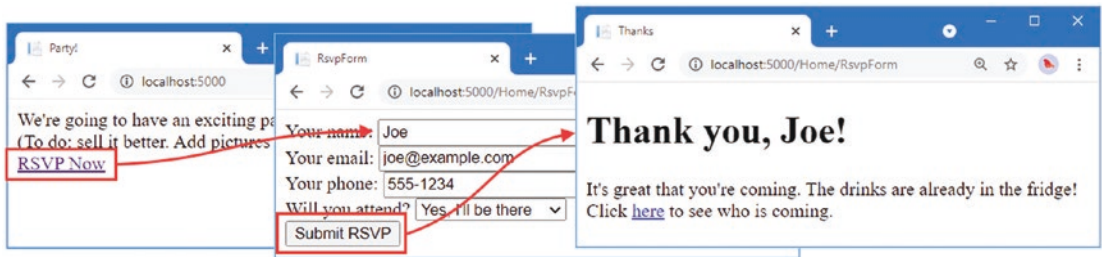 Party!
localhost:5000
We're going to have an exciting pa
(To do: sell it better. Add pictures
RSVP Now
RsvpForm
localhost:5000/Home/RsvpF
Your name: Joe
Your email: joe@example.com
Your phone: 555-1234
Will you attend? Yes, I'll be there
Submit RSVP
Thanks
localhost:5000/Home/RsvpForm
Thank you, Joe!
It's great that you're coming. The drinks are already in the fridge!
Click here to see who is coming.